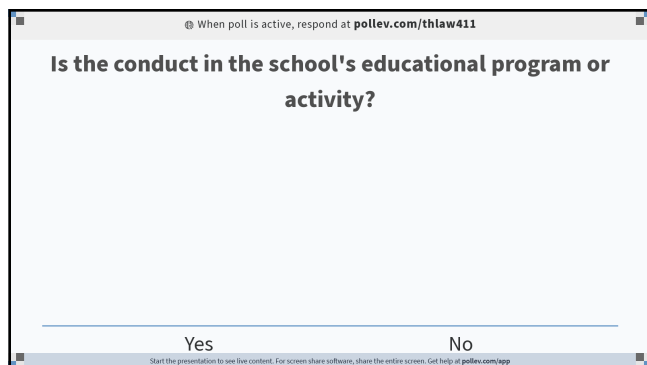 When poll is active, respond at pollev.com/thlaw411
Is the conduct in the school's educational program or
activity?
Yes No
Start the presentation to see live content. For screen share software, share the entire screen. Get help at pollev.com/app